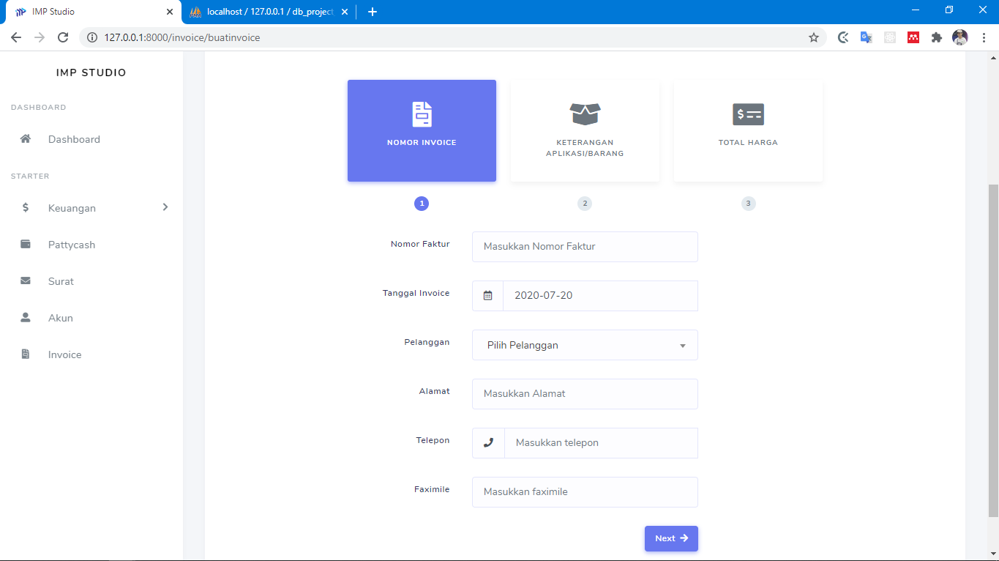 IMP Studio
localhost / 127.0.0.1 / db_project
127.0.0.1:8000/invoice/buatinvoice
IMP STUDIO
DASHBOARD
Dashboard
STARTER
Keuangan
Pattycash
Surat
Akun
Invoice
NOMOR INVOICE
KETERANGAN
APLIKASI/BARANG
TOTAL HARGA
1
2
3
Nomor Faktur
Masukkan Nomor Faktur
Tanggal Invoice
2020-07-20
Pelanggan
Pilih Pelanggan
Alamat
Masukkan Alamat
Telepon
Masukkan telepon
Faximile
Masukkan faximile
Next